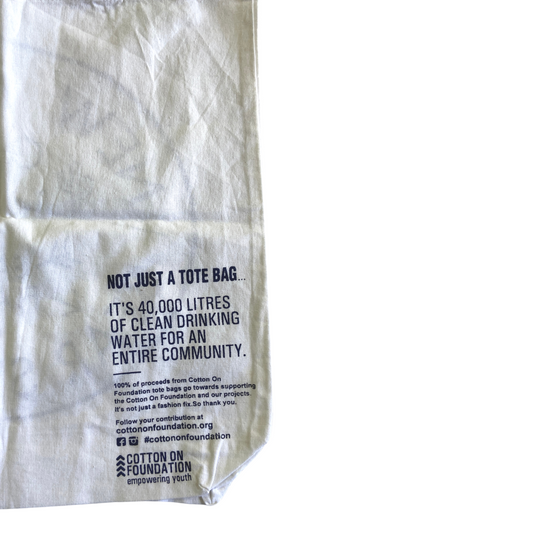 NOT JUST A TOTE BAG...
IT'S 40,000 LITRES
OF CLEAN DRINKING
WATER FOR AN
ENTIRE COMMUNITY.
100% of proceeds from Cotton On
Foundation tote bags go towards supporting
the Cotton On Foundation and our projects.
It's not just a fashion fix.So thank you.
Follow your contribution at
cottononfoundation.org
#cottononfoundation
COTTON ON
FOUNDATION
empowering youth